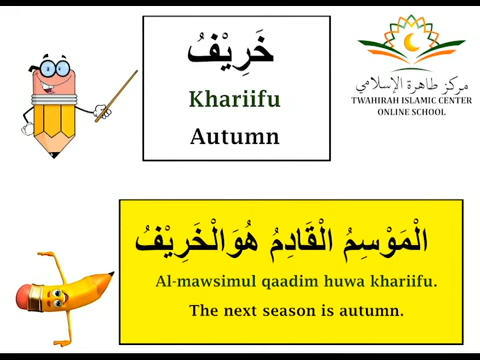 خَرِيْفُ
Khariifu
Autumn
مركز طاهرة الإسلامي
TWAHIRAH ISLAMIC CENTER
ONLINE SCHOOL
الْمَوْسِمُ الْقَادِمُ هُوَالْخَرِيْفُ
Al-mawsimul qaadim huwa khariifu.
The next season is autumn.